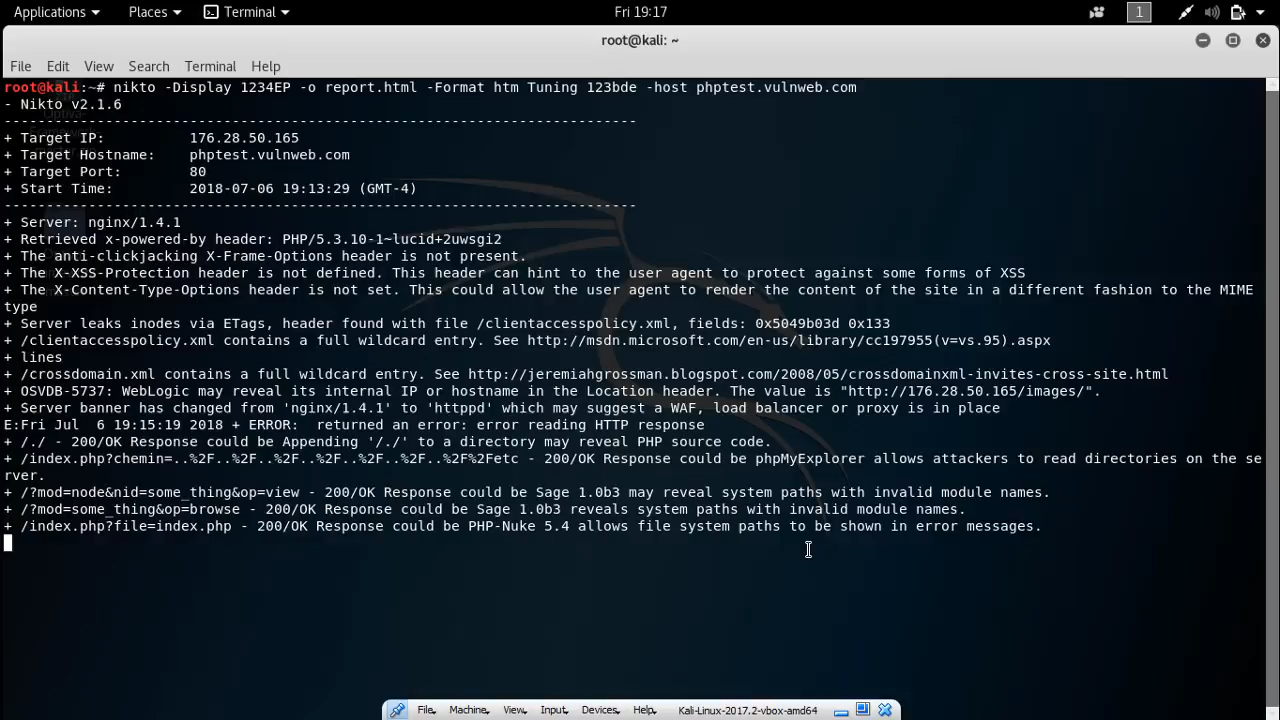 Applications Places Terminal Fri 19:17 1
root@kali: ~
File Edit View Search Terminal Help
root@kali:~# nikto -Display 1234EP -o report.html -Format htm Tuning 123bde -host phptest.vulnweb.com
- Nikto v2.1.6
---------------------------------------------------------------------------
+ Target IP:          176.28.50.165
+ Target Hostname:    phptest.vulnweb.com
+ Target Port:        80
+ Start Time:         2018-07-06 19:13:29 (GMT-4)
---------------------------------------------------------------------------
+ Server: nginx/1.4.1
+ Retrieved x-powered-by header: PHP/5.3.10-1~lucid+2uwsgi2
+ The anti-clickjacking X-Frame-Options header is not present.
+ The X-XSS-Protection header is not defined. This header can hint to the user agent to protect against some forms of XSS
+ The X-Content-Type-Options header is not set. This could allow the user agent to render the content of the site in a different fashion to the MIME
type
+ Server leaks inodes via ETags, header found with file /clientaccesspolicy.xml, fields: 0x5049b03d 0x133
+ /clientaccesspolicy.xml contains a full wildcard entry. See http://msdn.microsoft.com/en-us/library/cc197955(v=vs.95).aspx
+ lines
+ /crossdomain.xml contains a full wildcard entry. See http://jeremiahgrossman.blogspot.com/2008/05/crossdomainxml-invites-cross-site.html
+ OSVDB-5737: WebLogic may reveal its internal IP or hostname in the Location header. The value is "http://176.28.50.165/images/".
+ Server banner has changed from 'nginx/1.4.1' to 'httppd' which may suggest a WAF, load balancer or proxy is in place
E:Fri Jul  6 19:15:19 2018 + ERROR:  returned an error: error reading HTTP response
+ /./ - 200/OK Response could be Appending '/./' to a directory may reveal PHP source code.
+ /index.php?chemin=..%2F..%2F..%2F..%2F..%2F..%2F..%2F%2Fetc - 200/OK Response could be phpMyExplorer allows attackers to read directories on the se
rver.
+ /?mod=node&nid=some_thing&op=view - 200/OK Response could be Sage 1.0b3 may reveal system paths with invalid module names.
+ /?mod=some_thing&op=browse - 200/OK Response could be Sage 1.0b3 reveals system paths with invalid module names.
+ /index.php?file=index.php - 200/OK Response could be PHP-Nuke 5.4 allows file system paths to be shown in error messages.
File Machine View Input Devices Help Kali-Linux-2017.2-vbox-amd64